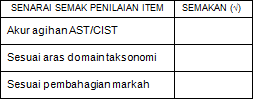 SENARAI SEMAK PENILAIAN ITEM SEMAKAN (√)
Akur agihan AST/CIST
Sesuai aras domain taksonomi
Sesuai pembahagian markah